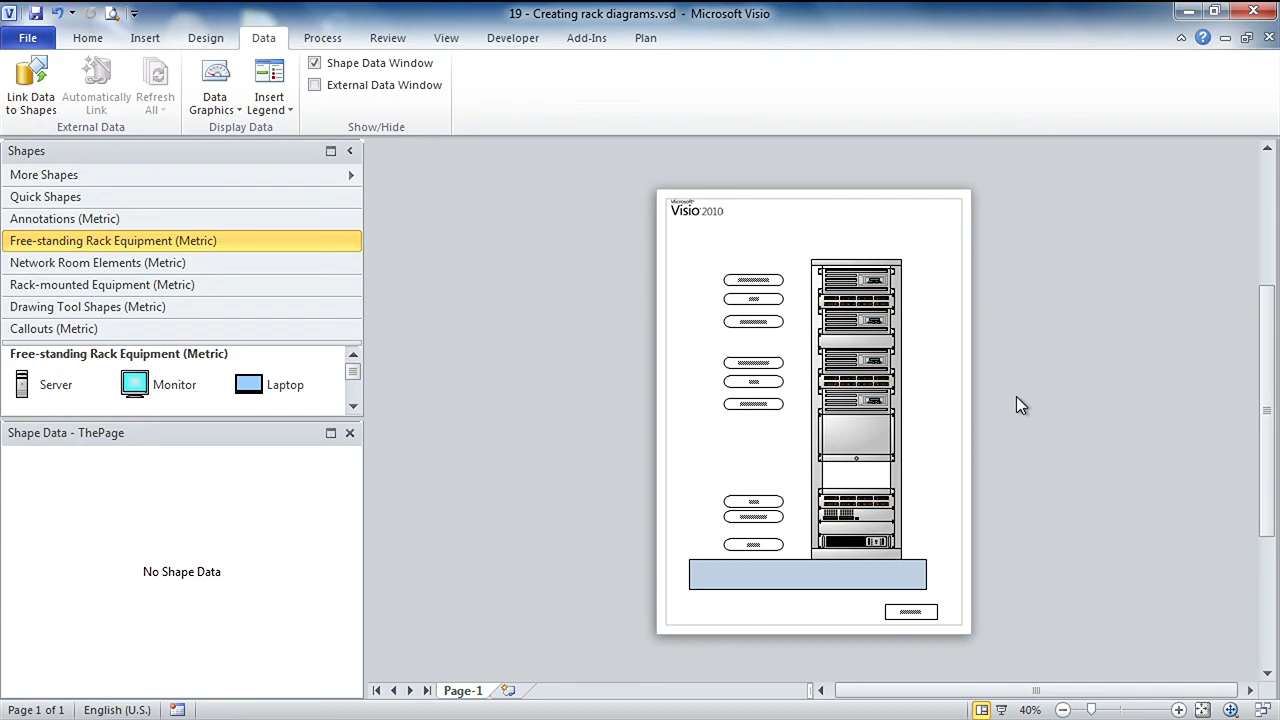 19 - Creating rack diagrams.vsd - Microsoft Visio
File Home Insert Design Data Process Review View Developer Add-Ins Plan
Link Data to Shapes
Automatically Link
Refresh All
External Data
Data Graphics
Insert Legend
Display Data
Shape Data Window
External Data Window
Show/Hide
Shapes
More Shapes
Quick Shapes
Annotations (Metric)
Free-standing Rack Equipment (Metric)
Network Room Elements (Metric)
Rack-mounted Equipment (Metric)
Drawing Tool Shapes (Metric)
Callouts (Metric)
Free-standing Rack Equipment (Metric)
Server Monitor Laptop
Shape Data - ThePage
No Shape Data
Microsoft
Visio 2010
Page-1
Page 1 of 1 English (U.S.) 40%